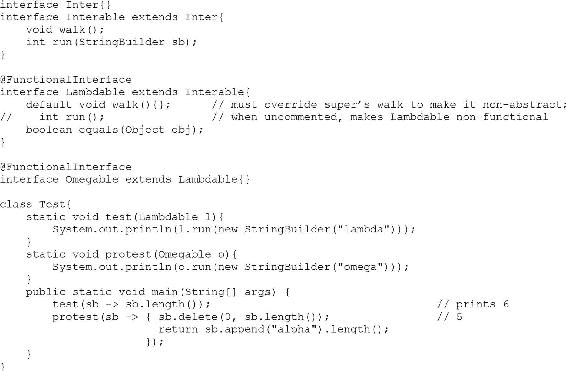 interface Inter{}
interface Interable extends Inter{
    void walk();
    int run(StringBuilder sb);
}

@FunctionalInterface
interface Lambdable extends Interable{
    default void walk(){};      // must override super's walk to make it non-abstract;
//    int run();                // when uncommented, makes Lambdable non functional
    boolean equals(Object obj);
}

@FunctionalInterface
interface Omegable extends Lambdable{}

class Test{
    static void test(Lambdable l){
        System.out.println(l.run(new StringBuilder("lambda")));
    }
    static void protest(Omegable o){
        System.out.println(o.run(new StringBuilder("omega")));
    }
    public static void main(String[] args) {
        test(sb -> sb.length());                              // prints 6
        protest(sb -> { sb.delete(0, sb.length());            // 5
                        return sb.append("alpha").length();
                      });
    }
}